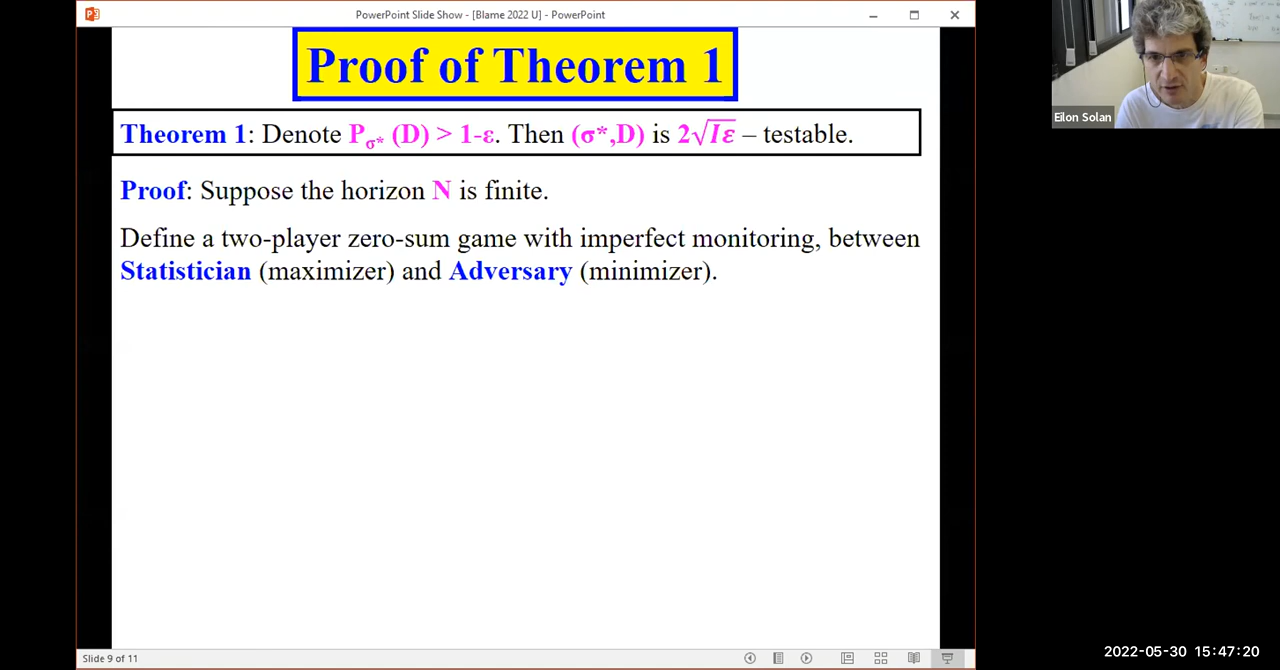 PowerPoint Slide Show - [Blame 2022 U] - PowerPoint
Proof of Theorem 1
Theorem 1: Denote Pσ* (D) > 1-ε. Then (σ*,D) is 2√Iε – testable.
Proof: Suppose the horizon N is finite.
Define a two-player zero-sum game with imperfect monitoring, between
Statistician (maximizer) and Adversary (minimizer).
Eilon Solan
Slide 9 of 11
2022-05-30 15:47:20